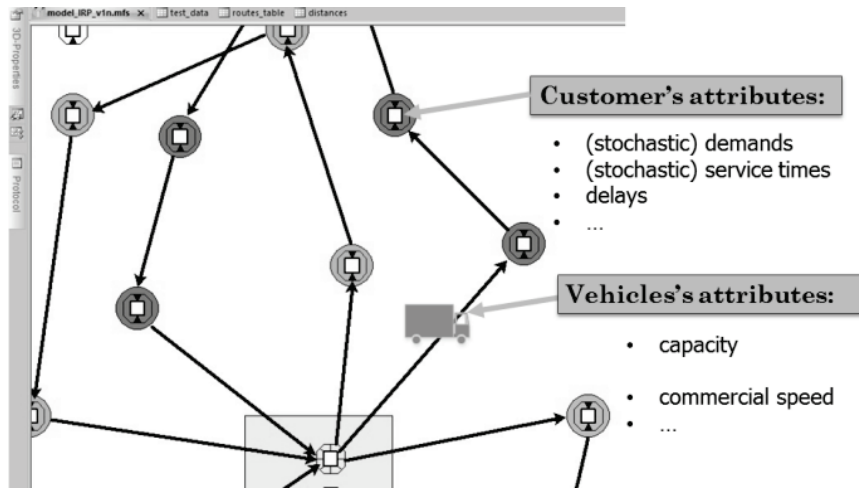 model_IRP_v1n.mfs x test_data routes_table distances
3D-Properties
Protocol
Customer's attributes:
• (stochastic) demands
• (stochastic) service times
• delays
• ...
Vehicles's attributes:
• capacity
• commercial speed
• ...